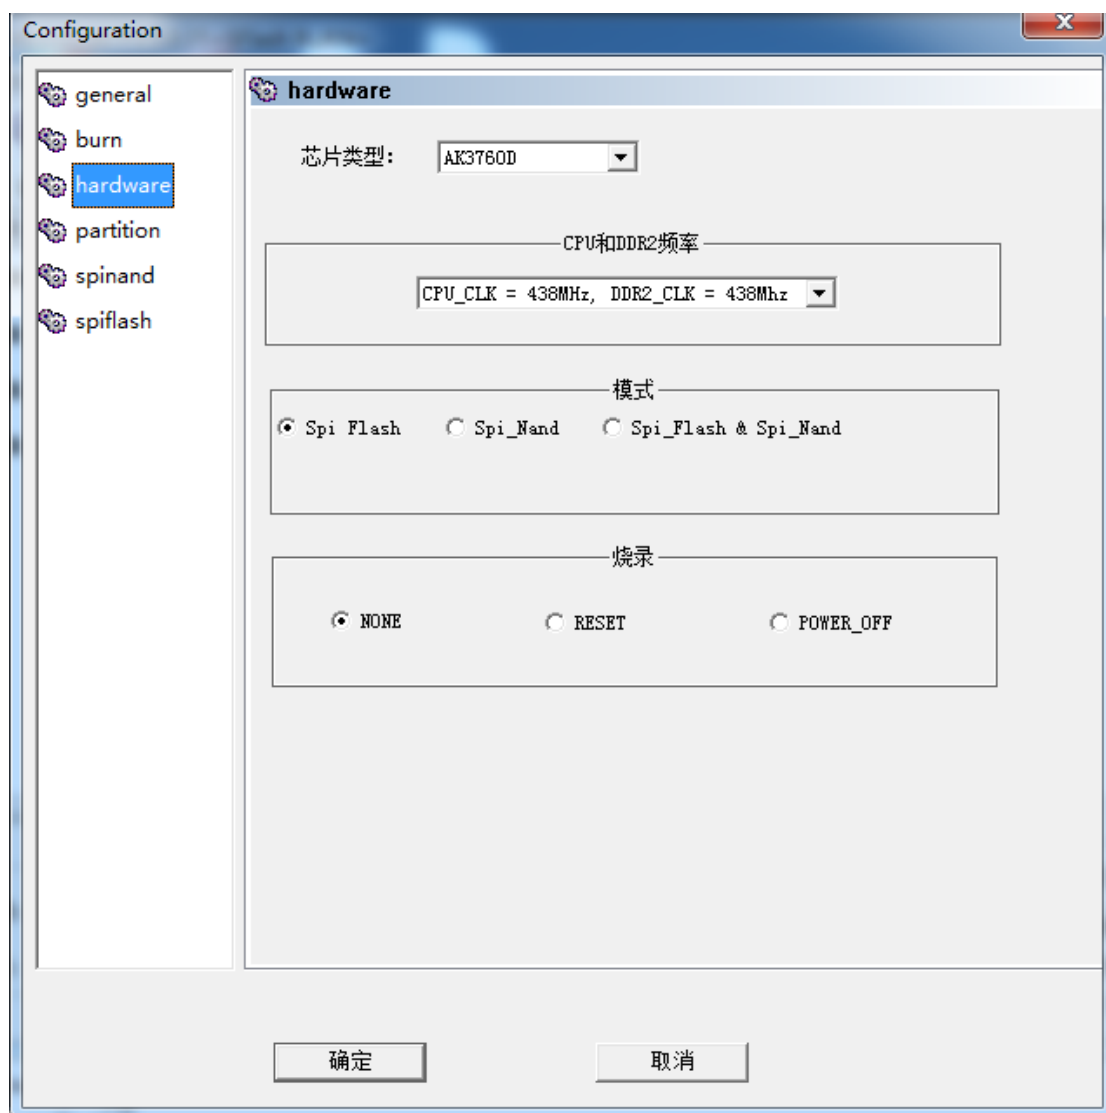 Configuration
general
burn
hardware
partition
spinand
spiflash
hardware
芯片类型: AK3760D
CPU和DDR2频率
CPU_CLK = 438MHz, DDR2_CLK = 438Mhz
模式
Spi Flash Spi_Nand Spi_Flash & Spi_Nand
烧录
NONE RESET POWER_OFF
确定 取消